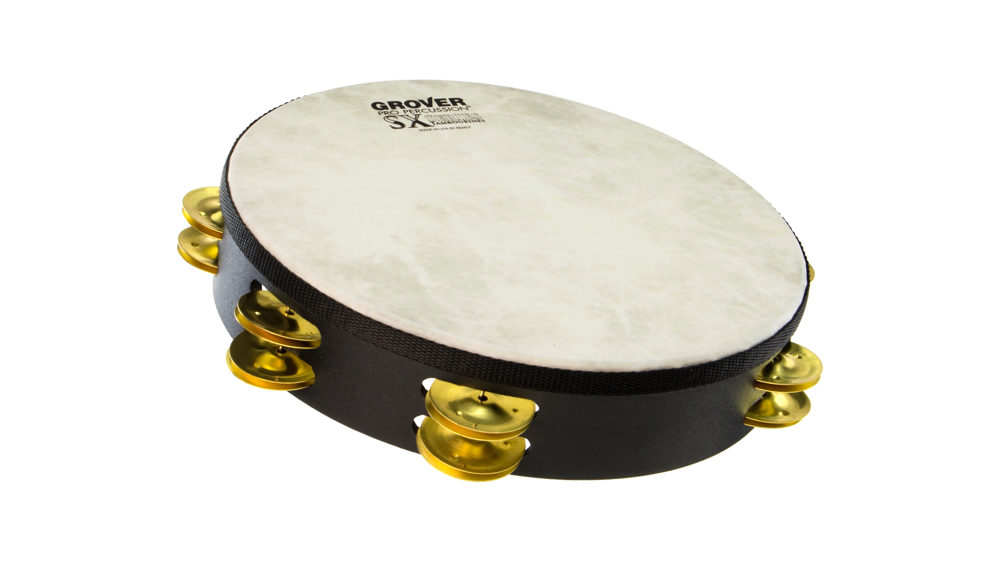 GROVER
PRO PERCUSSION®
SX SERIES
TAMBOURINES
MADE IN USA BY REMO®